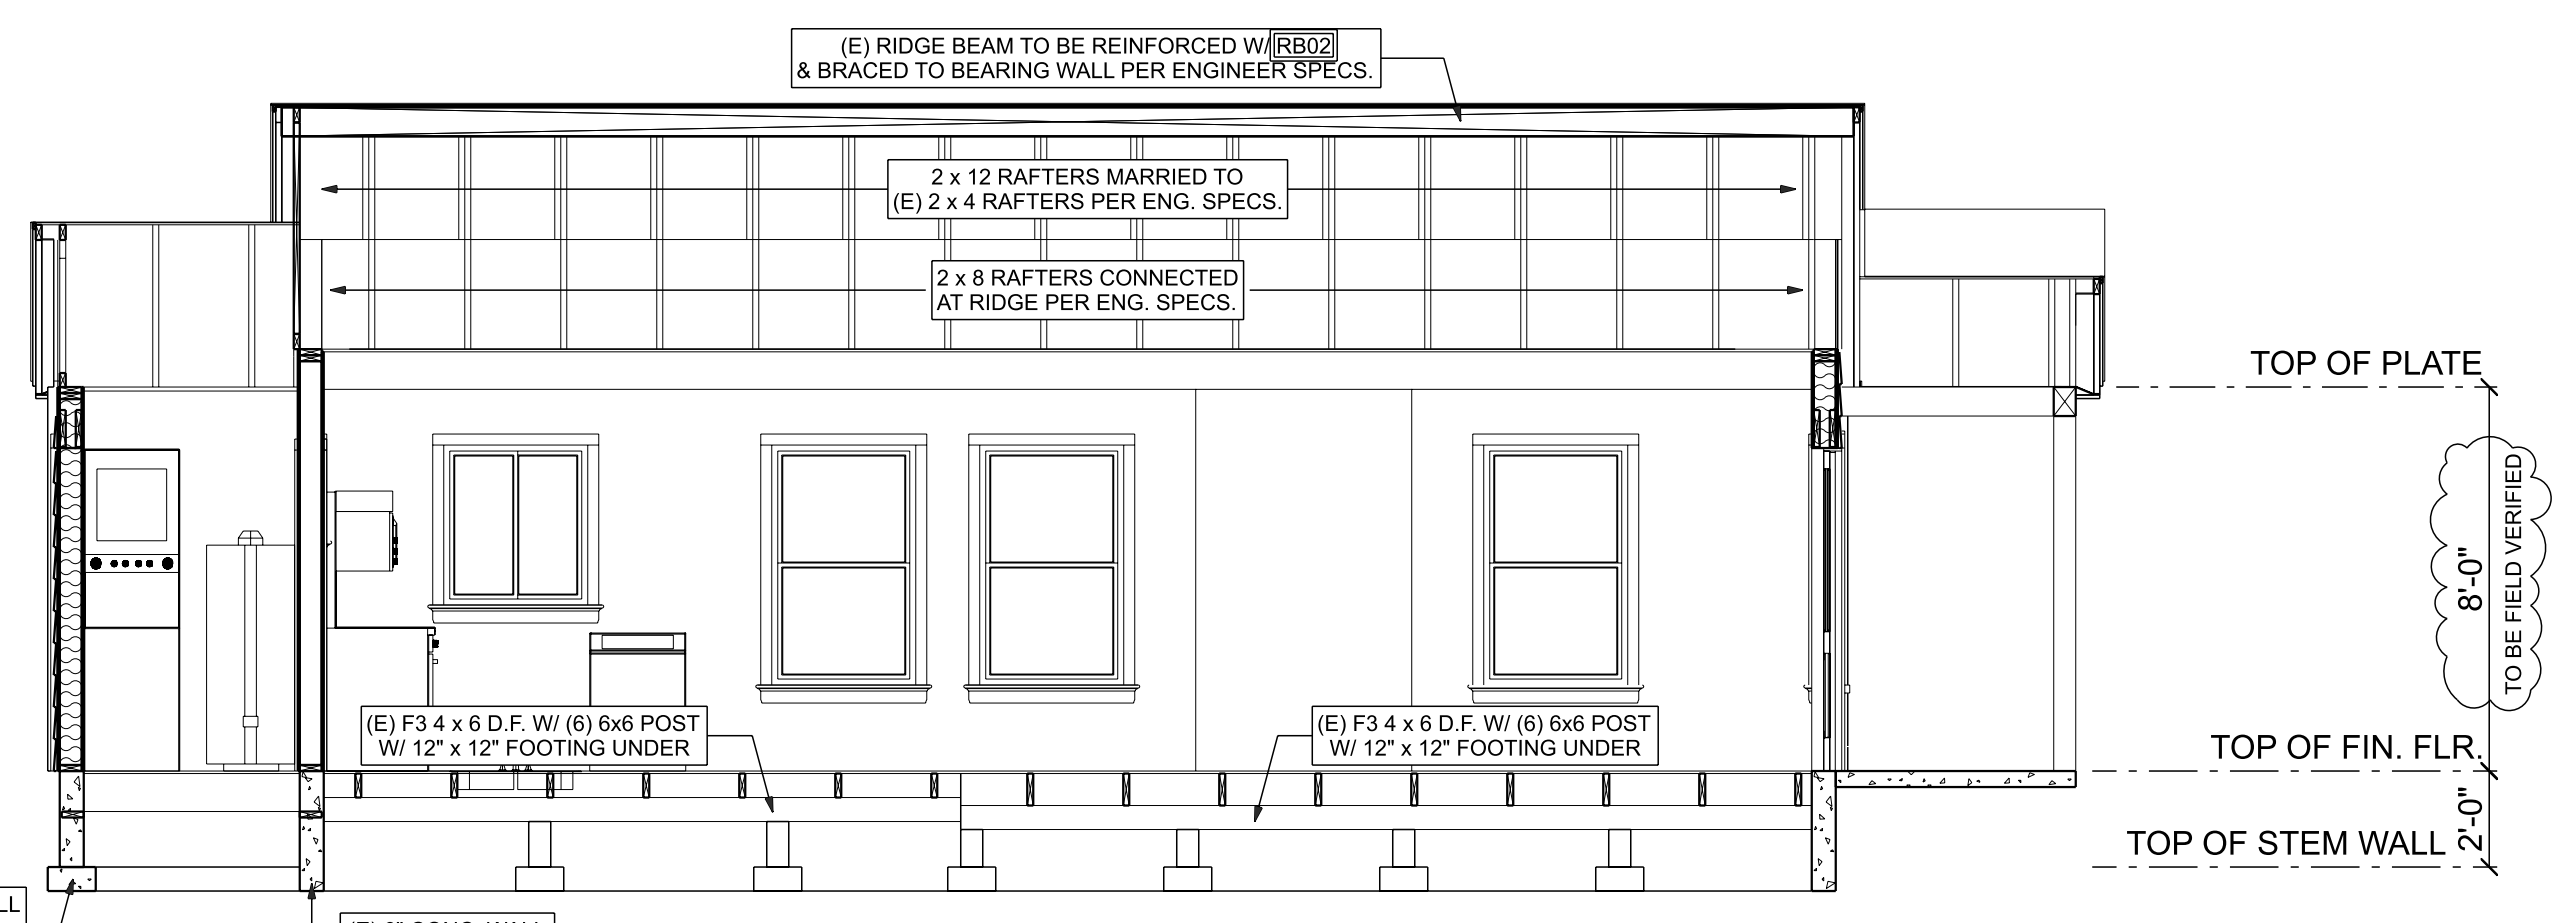 (E) RIDGE BEAM TO BE REINFORCED W/ RB02
& BRACED TO BEARING WALL PER ENGINEER SPECS.
2 x 12 RAFTERS MARRIED TO
(E) 2 x 4 RAFTERS PER ENG. SPECS.
2 x 8 RAFTERS CONNECTED
AT RIDGE PER ENG. SPECS.
TOP OF PLATE
8'-0"
TO BE FIELD VERIFIED
(E) F3 4 x 6 D.F. W/ (6) 6x6 POST
W/ 12" x 12" FOOTING UNDER
(E) F3 4 x 6 D.F. W/ (6) 6x6 POST
W/ 12" x 12" FOOTING UNDER
TOP OF FIN. FLR.
2'-0"
TOP OF STEM WALL